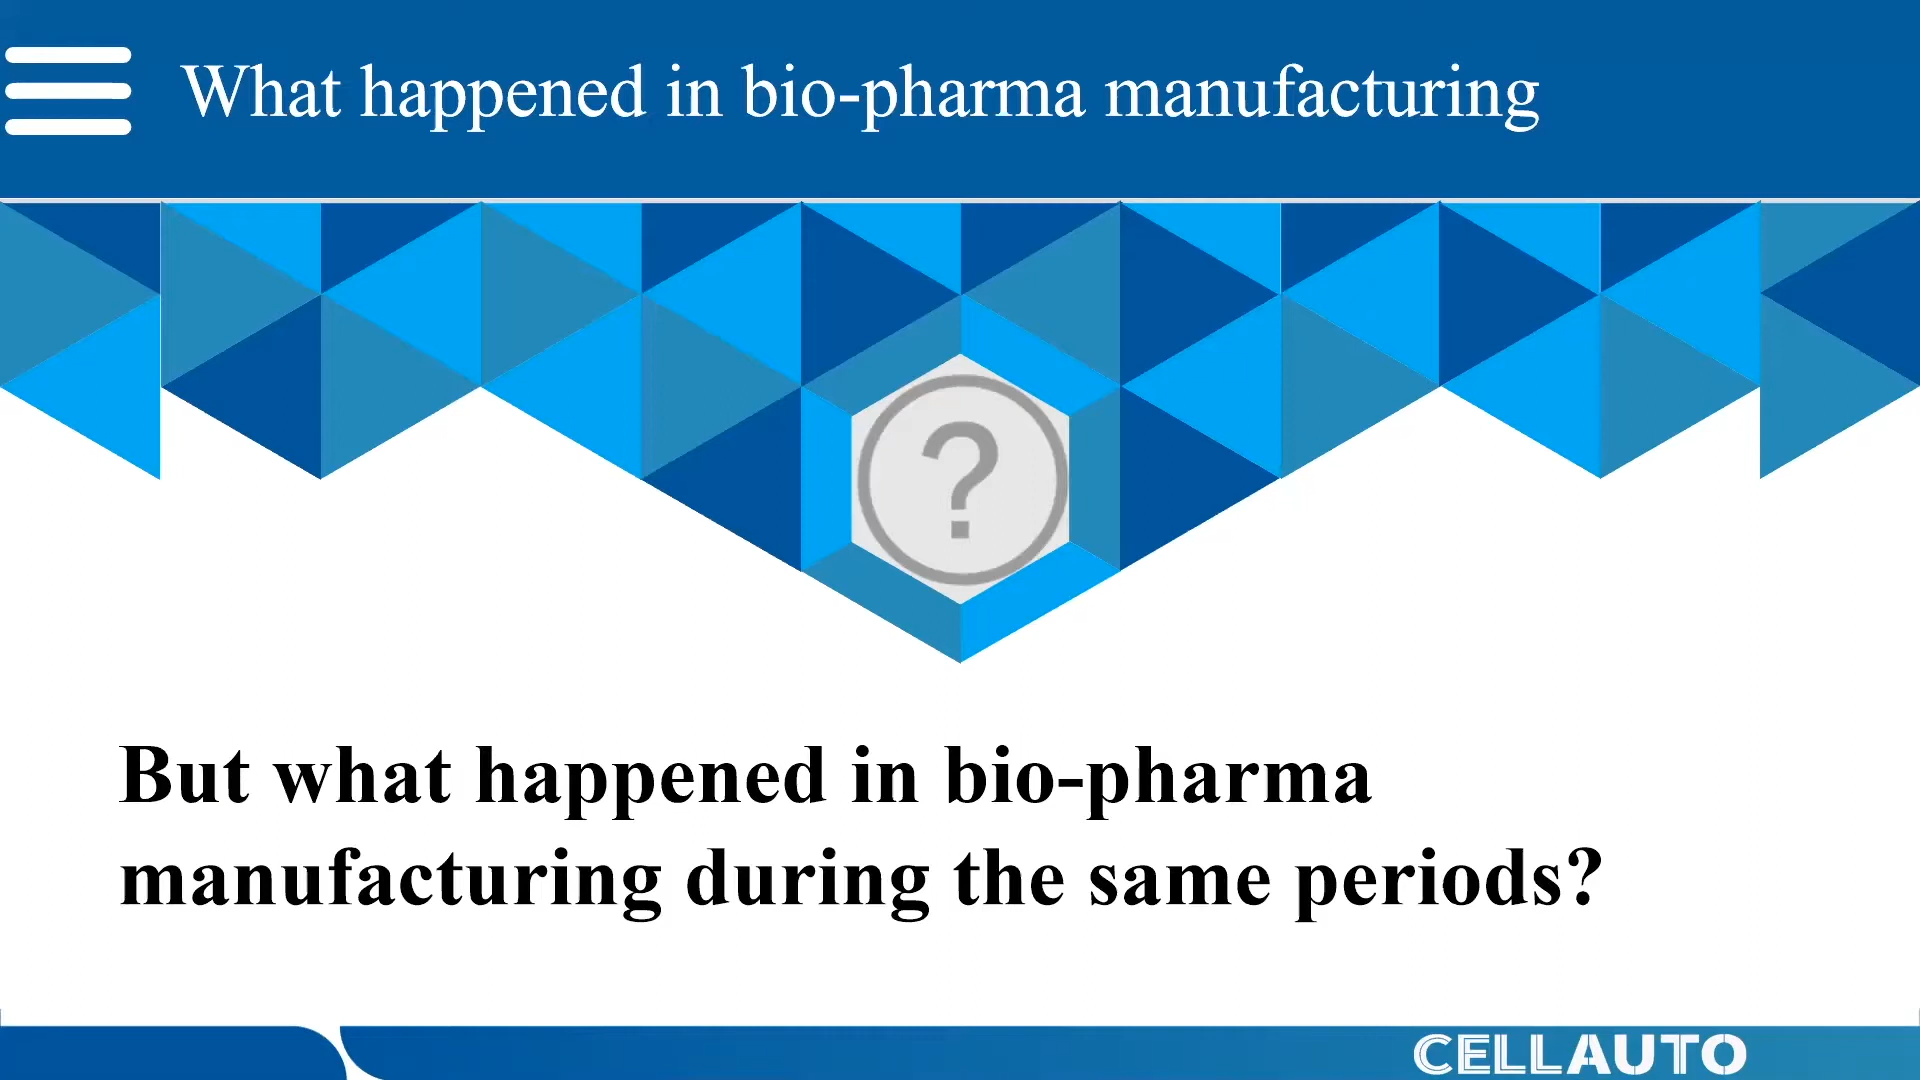 What happened in bio-pharma manufacturing
?
But what happened in bio-pharma
manufacturing during the same periods?
CELLAUTO